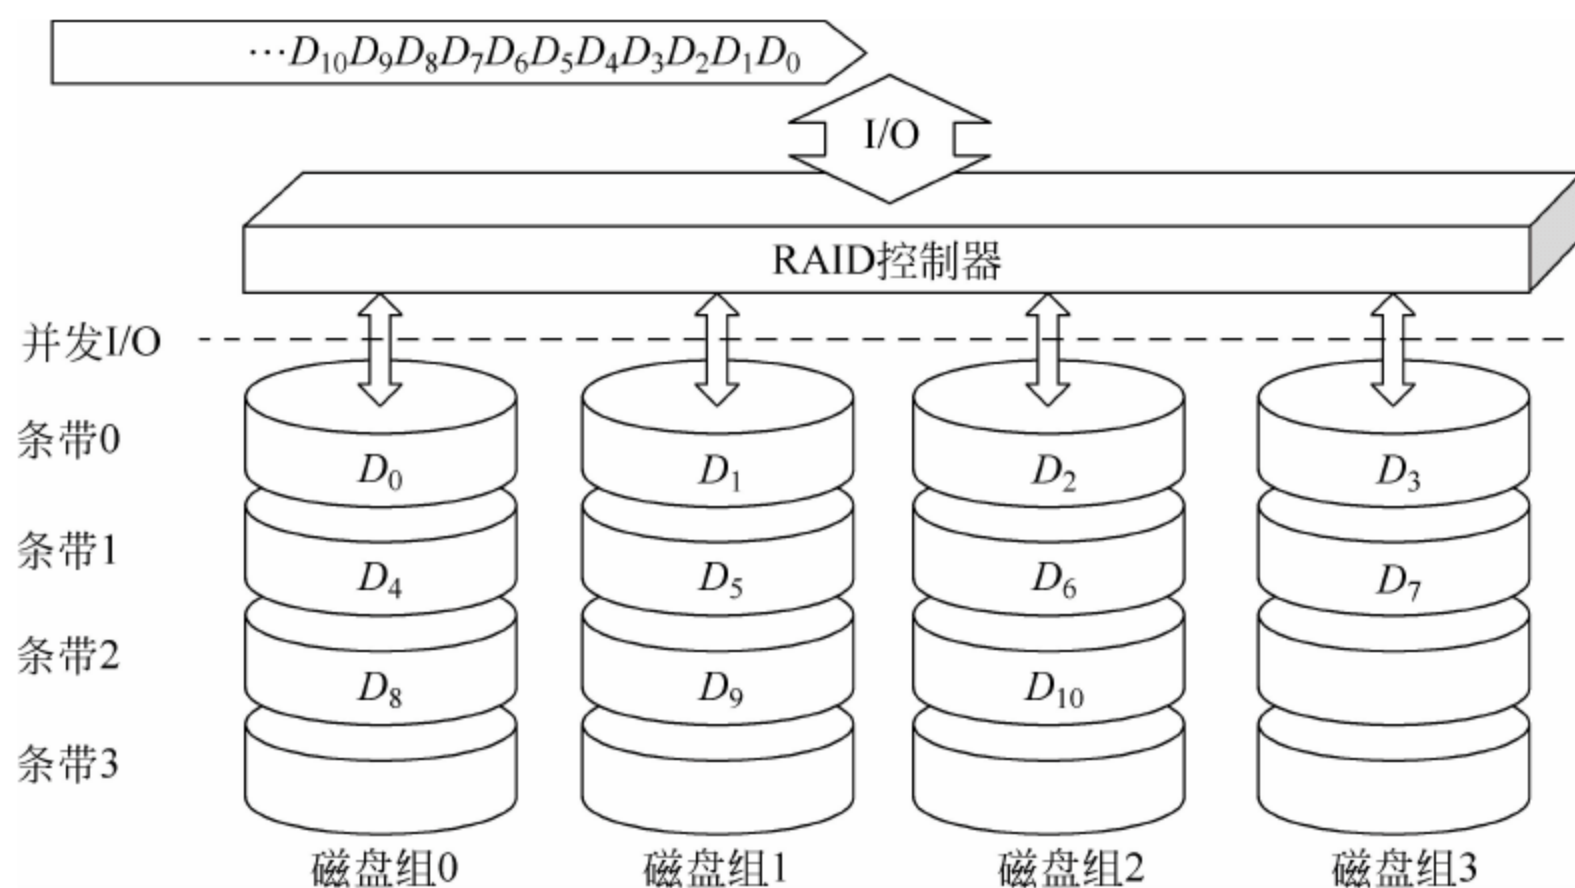 …D₁₀D₉D₈D₇D₆D₅D₄D₃D₂D₁D₀
I/O
RAID控制器
并发I/O
条带0
D₀
D₁
D₂
D₃
条带1
D₄
D₅
D₆
D₇
条带2
D₈
D₉
D₁₀
条带3
磁盘组0
磁盘组1
磁盘组2
磁盘组3